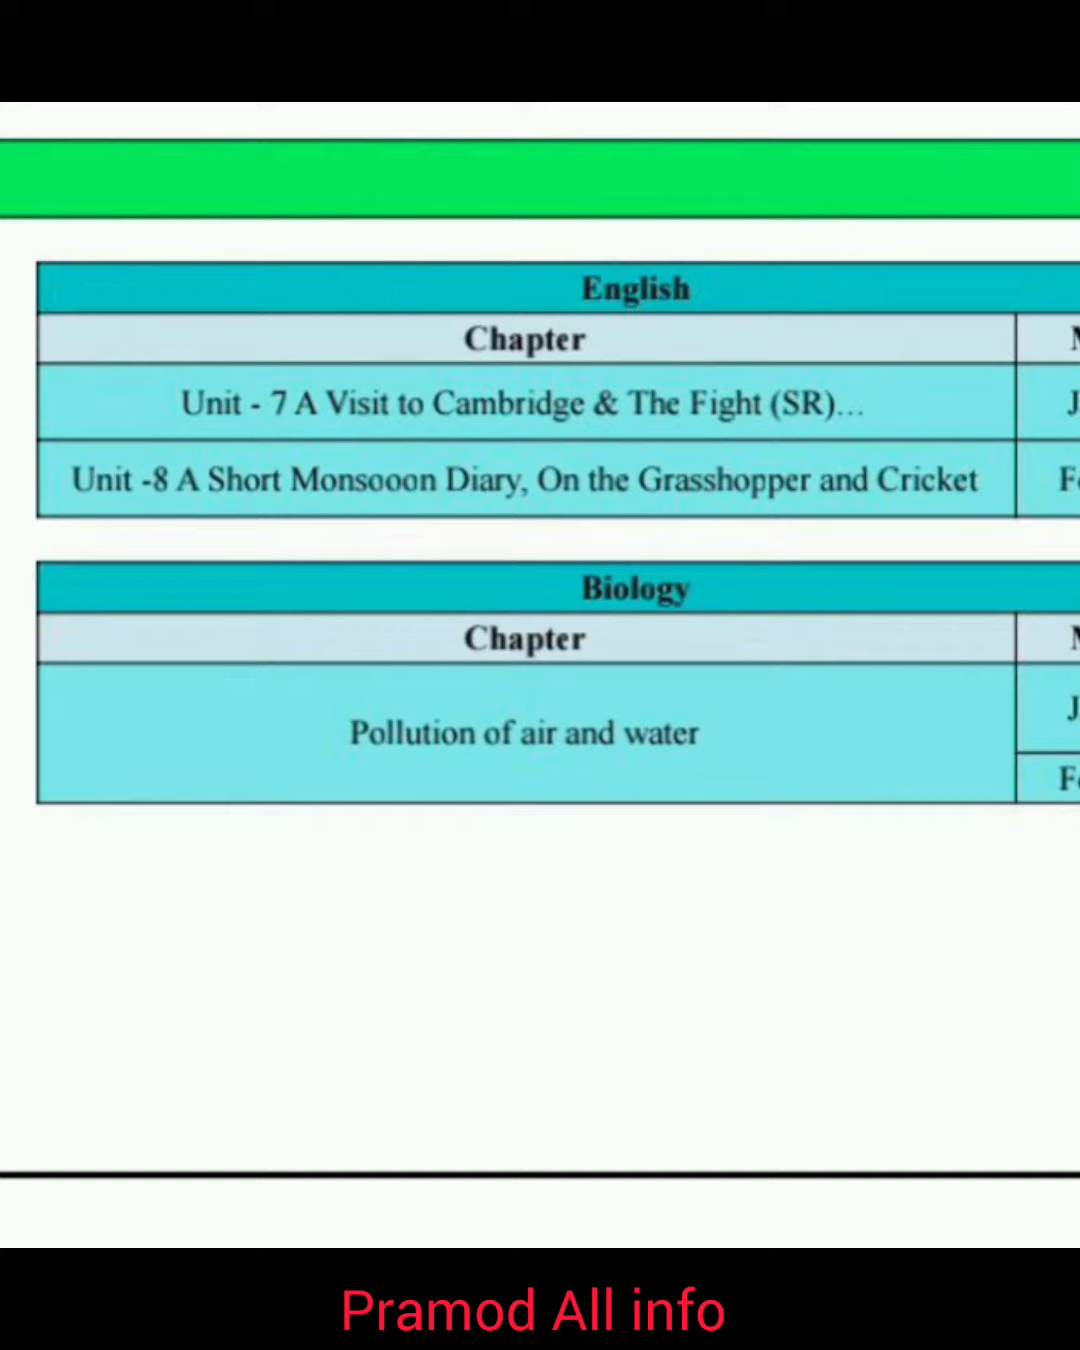 English
Chapter
Unit - 7 A Visit to Cambridge & The Fight (SR)...
Unit -8 A Short Monsooon Diary, On the Grasshopper and Cricket
Biology
Chapter
Pollution of air and water
Pramod All info